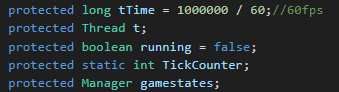 protected long tTime = 1000000 / 60;//60fps
protected Thread t;
protected boolean running = false;
protected static int TickCounter;
protected Manager gamestates;